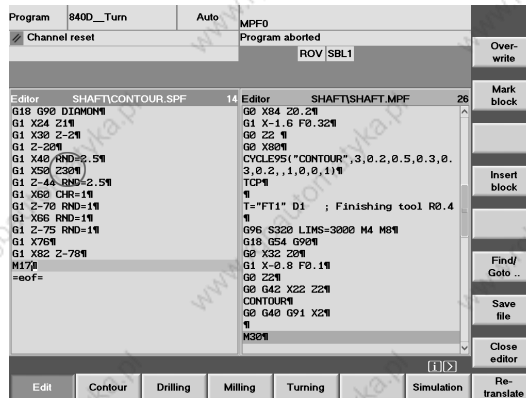 Program 840D__Turn Auto MPF0
Channel reset Program aborted
ROV SBL1
Editor SHAFT\CONTOUR.SPF 14
G18 G90 DIAMON¶
G1 X24 Z1¶
G1 X30 Z-2¶
G1 Z-20¶
G1 X40 RND=2.5¶
G1 X50 Z30¶
G1 Z-44 RND=2.5¶
G1 X60 CHR=1¶
G1 Z-70 RND=1¶
G1 X66 RND=1¶
G1 Z-75 RND=1¶
G1 X76¶
G1 X82 Z-78¶
M17¶
=eof=
Editor SHAFT\SHAFT.MPF 26
G0 X84 Z0.2¶
G1 X-1.6 F0.32¶
G0 Z2 ¶
G0 X80¶
CYCLE95("CONTOUR",3,0.2,0.5,0.3,0.
3,0.2,,1,0,0,1)¶
TCP¶
¶
T="FT1" D1 ; Finishing tool R0.4
¶
G96 S320 LIMS=3000 M4 M8¶
G18 G54 G90¶
G0 X32 Z0¶
G1 X-0.8 F0.1¶
G0 Z2¶
G0 G42 X22 Z2¶
CONTOUR¶
G0 G40 G91 X2¶
¶
M30¶
Over-
write
Mark
block
Insert
block
Find/
Goto ..
Save
file
Close
editor
Re-
translate
Edit Contour Drilling Milling Turning Simulation